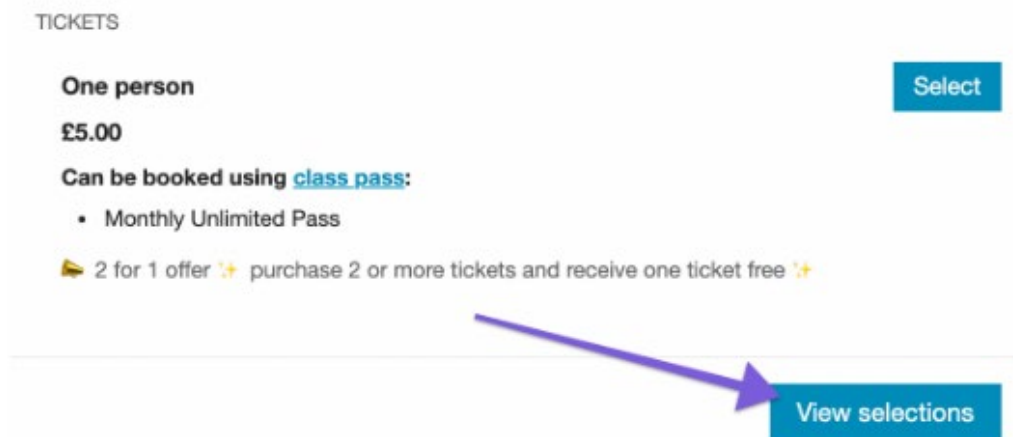 TICKETS
One person
Select
£5.00
Can be booked using class pass:
• Monthly Unlimited Pass
2 for 1 offer ✨ purchase 2 or more tickets and receive one ticket free ✨
View selections